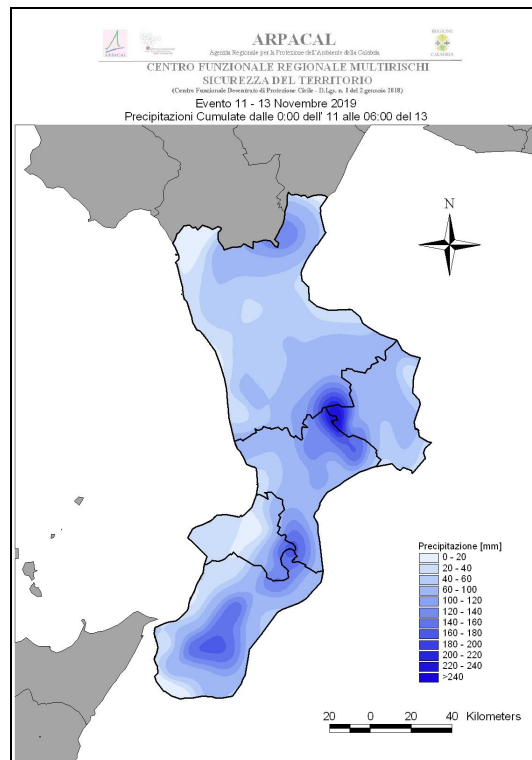 ARPACAL
Agenzia Regionale per la Protezione dell'Ambiente della Calabria
ARPACAL
REGIONE
CALABRIA
CENTRO FUNZIONALE REGIONALE MULTIRISCHI
SICUREZZA DEL TERRITORIO
(Centro Funzionale Decentrato di Protezione Civile - D.Lgs. n. 1 del 2 gennaio 2018)
Evento 11 - 13 Novembre 2019
Precipitazioni Cumulate dalle 0:00 dell' 11 alle 06:00 del 13
N
Precipitazione [mm]
0 - 20
20 - 40
40 - 60
60 - 100
100 - 120
120 - 140
140 - 160
160 - 180
180 - 200
200 - 220
220 - 240
>240
20 0 20 40 Kilometers